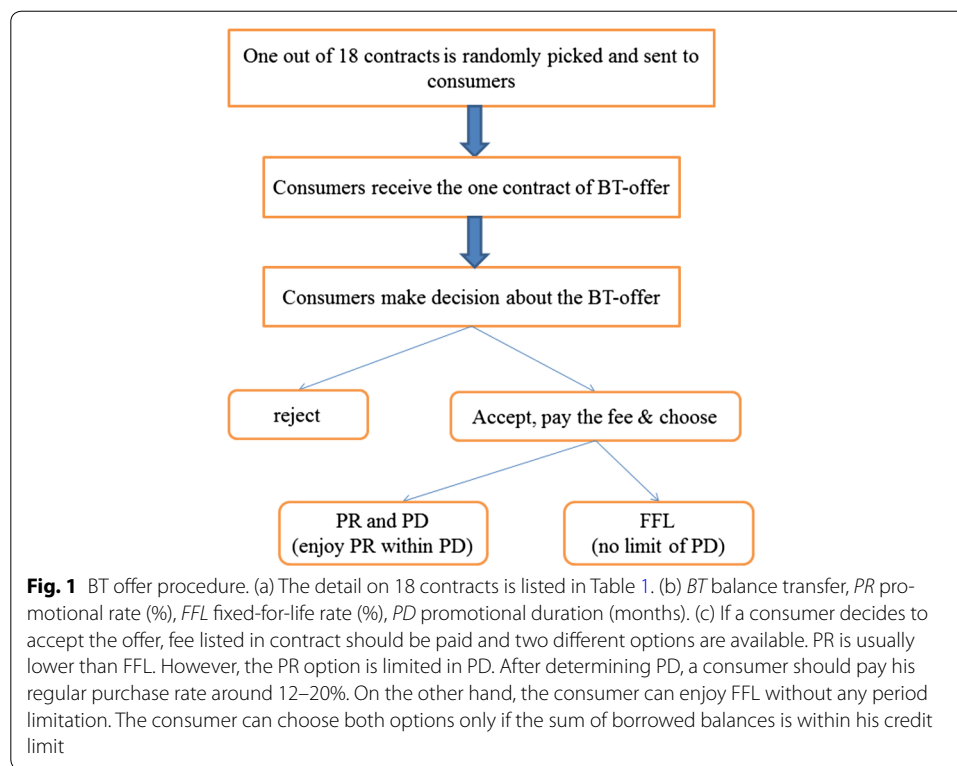 One out of 18 contracts is randomly picked and sent to
consumers
Consumers receive the one contract of BT-offer
Consumers make decision about the BT-offer
reject
Accept, pay the fee & choose
PR and PD
(enjoy PR within PD)
FFL
(no limit of PD)
Fig. 1 BT offer procedure. (a) The detail on 18 contracts is listed in Table 1. (b) BT balance transfer, PR pro-
motional rate (%), FFL fixed-for-life rate (%), PD promotional duration (months). (c) If a consumer decides to
accept the offer, fee listed in contract should be paid and two different options are available. PR is usually
lower than FFL. However, the PR option is limited in PD. After determining PD, a consumer should pay his
regular purchase rate around 12–20%. On the other hand, the consumer can enjoy FFL without any period
limitation. The consumer can choose both options only if the sum of borrowed balances is within his credit
limit